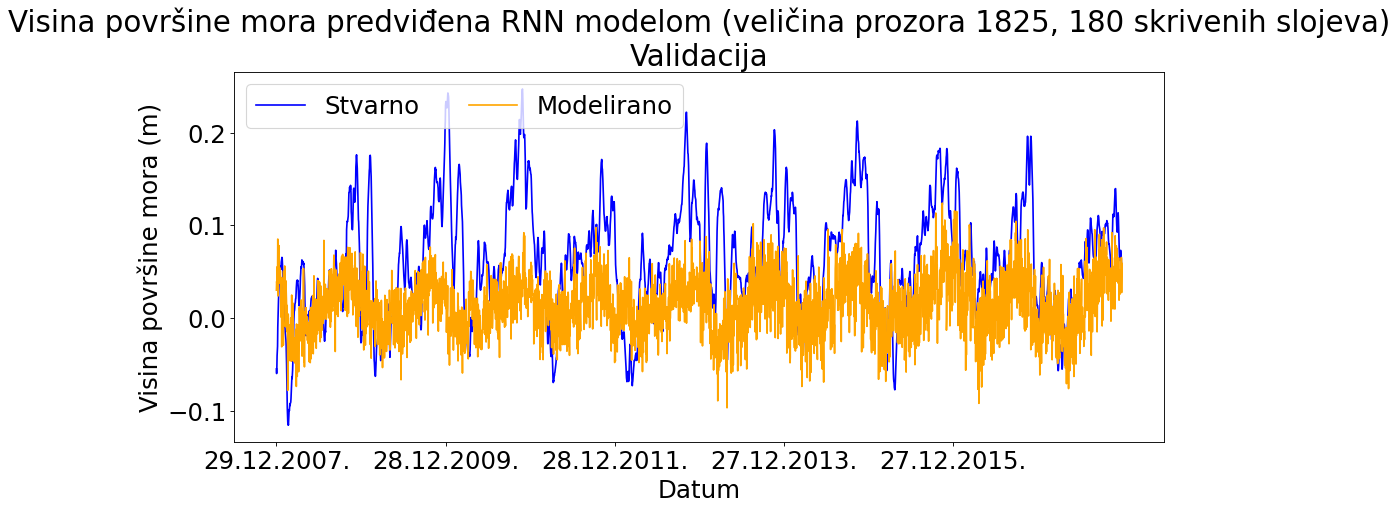 Visina površine mora predviđena RNN modelom (veličina prozora 1825, 180 skrivenih slojeva)
Validacija
Stvarno
Modelirano
Visina površine mora (m)
0.2
0.1
0.0
−0.1
29.12.2007.
28.12.2009.
28.12.2011.
27.12.2013.
27.12.2015.
Datum